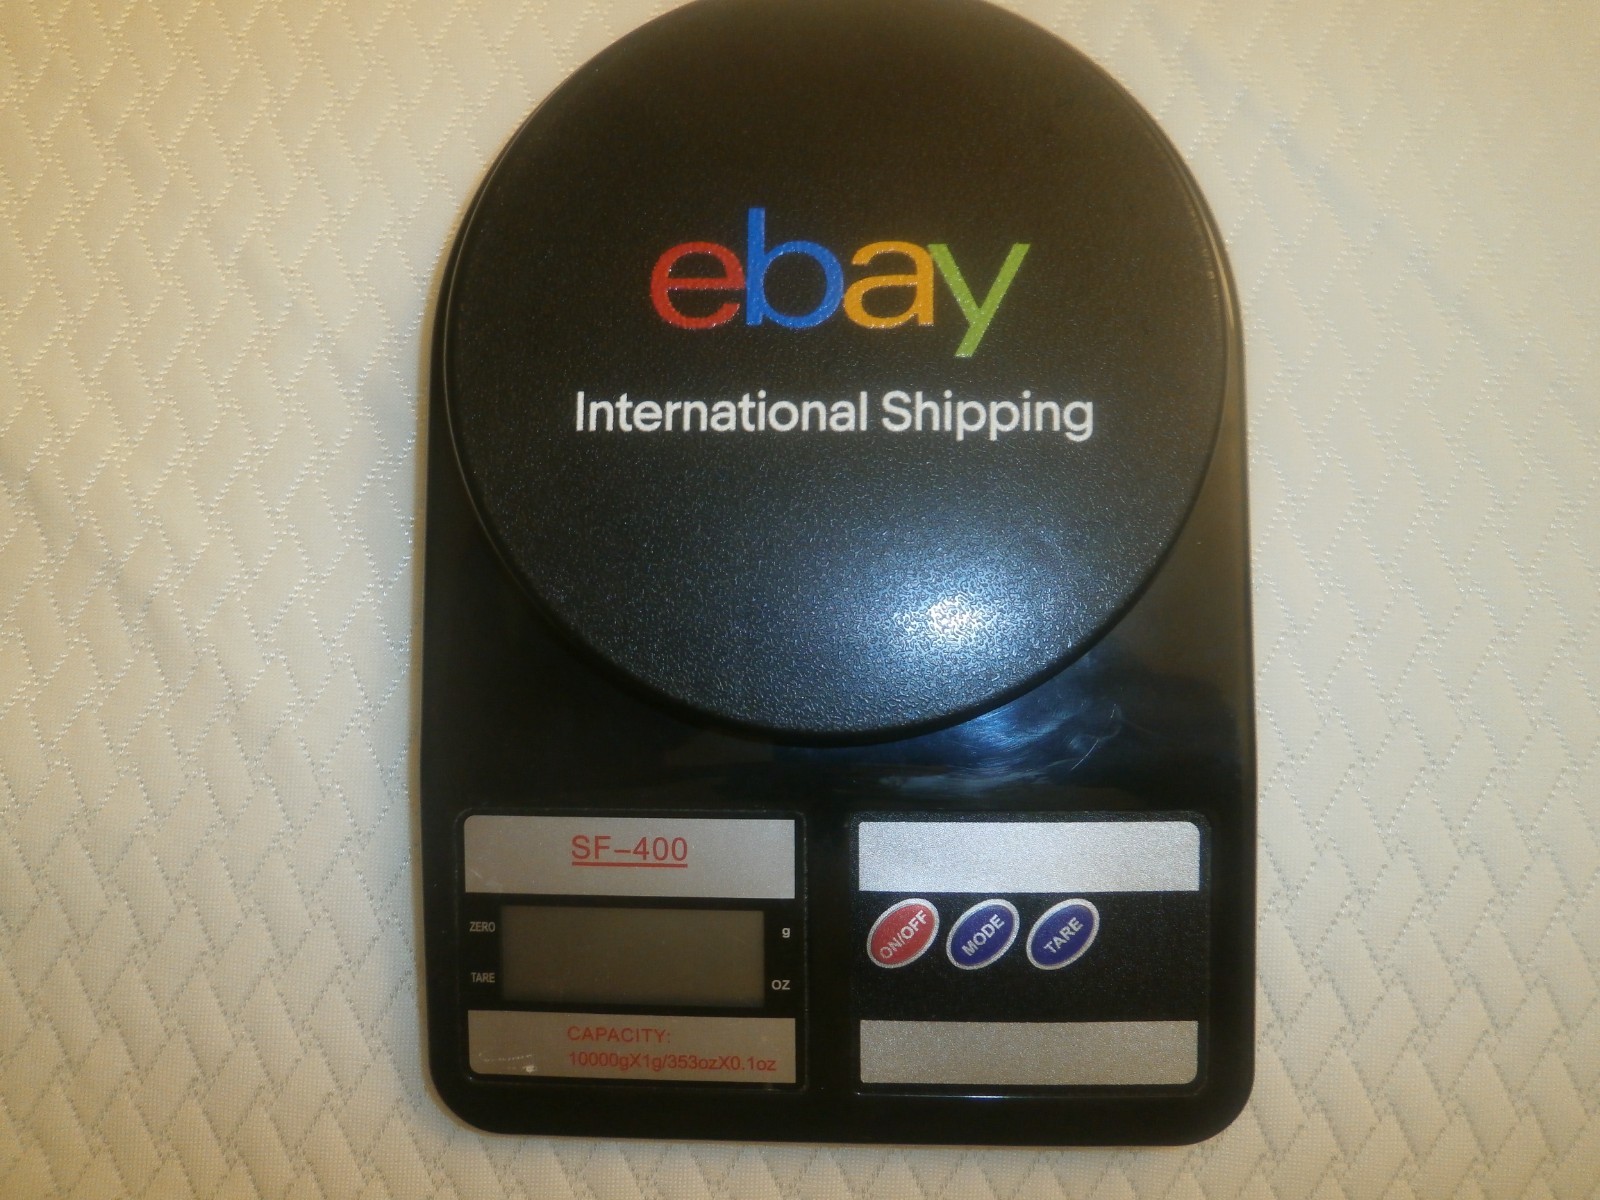 ebay
International Shipping
SF-400
ZERO
g
TARE
OZ
CAPACITY:
10000gX1g/353ozX0.1oz
ON/OFF
MODE
TARE